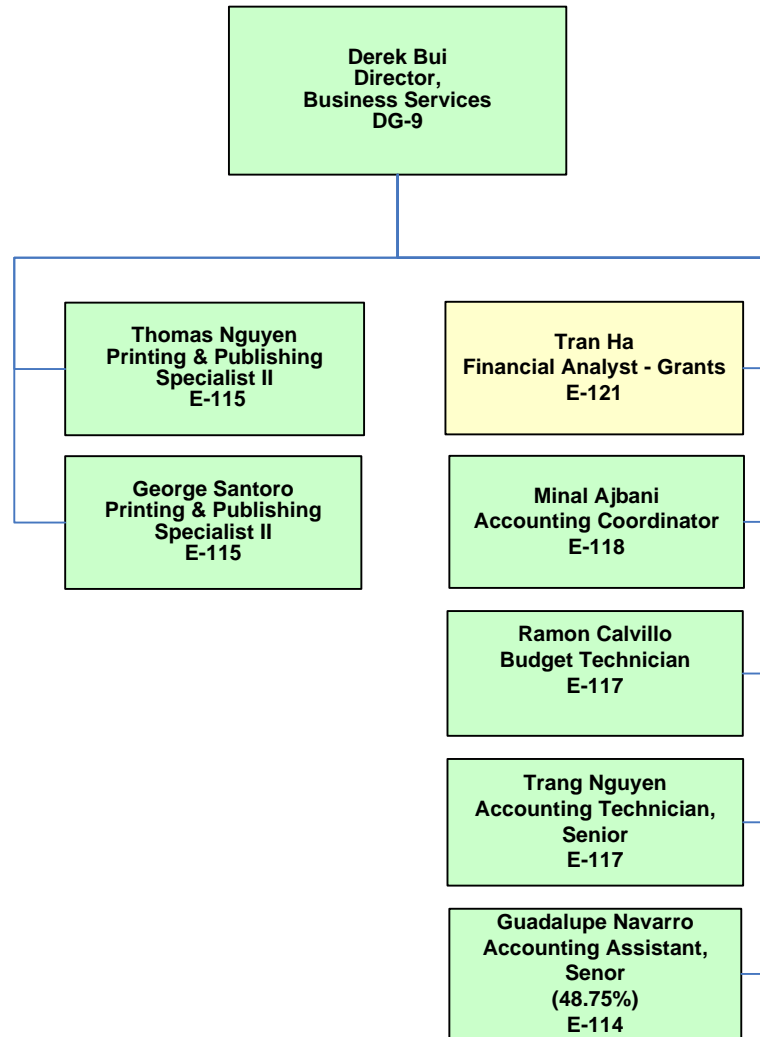 Derek Bui
Director,
Business Services
DG-9
Thomas Nguyen
Printing & Publishing
Specialist II
E-115
George Santoro
Printing & Publishing
Specialist II
E-115
Tran Ha
Financial Analyst - Grants
E-121
Minal Ajbani
Accounting Coordinator
E-118
Ramon Calvillo
Budget Technician
E-117
Trang Nguyen
Accounting Technician,
Senior
E-117
Guadalupe Navarro
Accounting Assistant,
Senor
(48.75%)
E-114